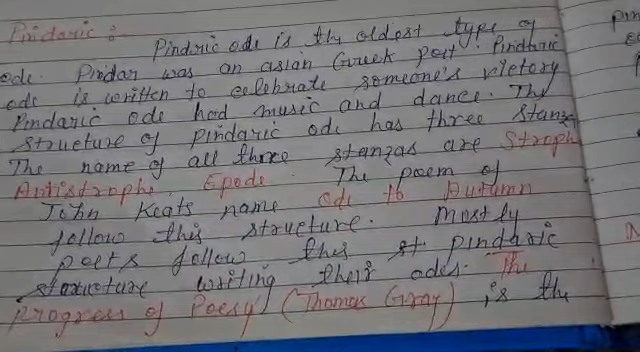 Pindaric :
Pindaric ode is the oldest type of
ode. Pindar was an asian Greek poet. Pindaric
ode is written to celebrate someone's victory
Pindaric ode had music and dance. The
structure of pindaric ode has three stanza
The name of all three stanzas are Stroph
Antistrophe, Epode. The poem of
John Keats name Ode to Autumn
follow this structure. Mostly
poets follow this st pindaric
structure writing their odes. The
Progress of Poesy (Thomas Gray) is the